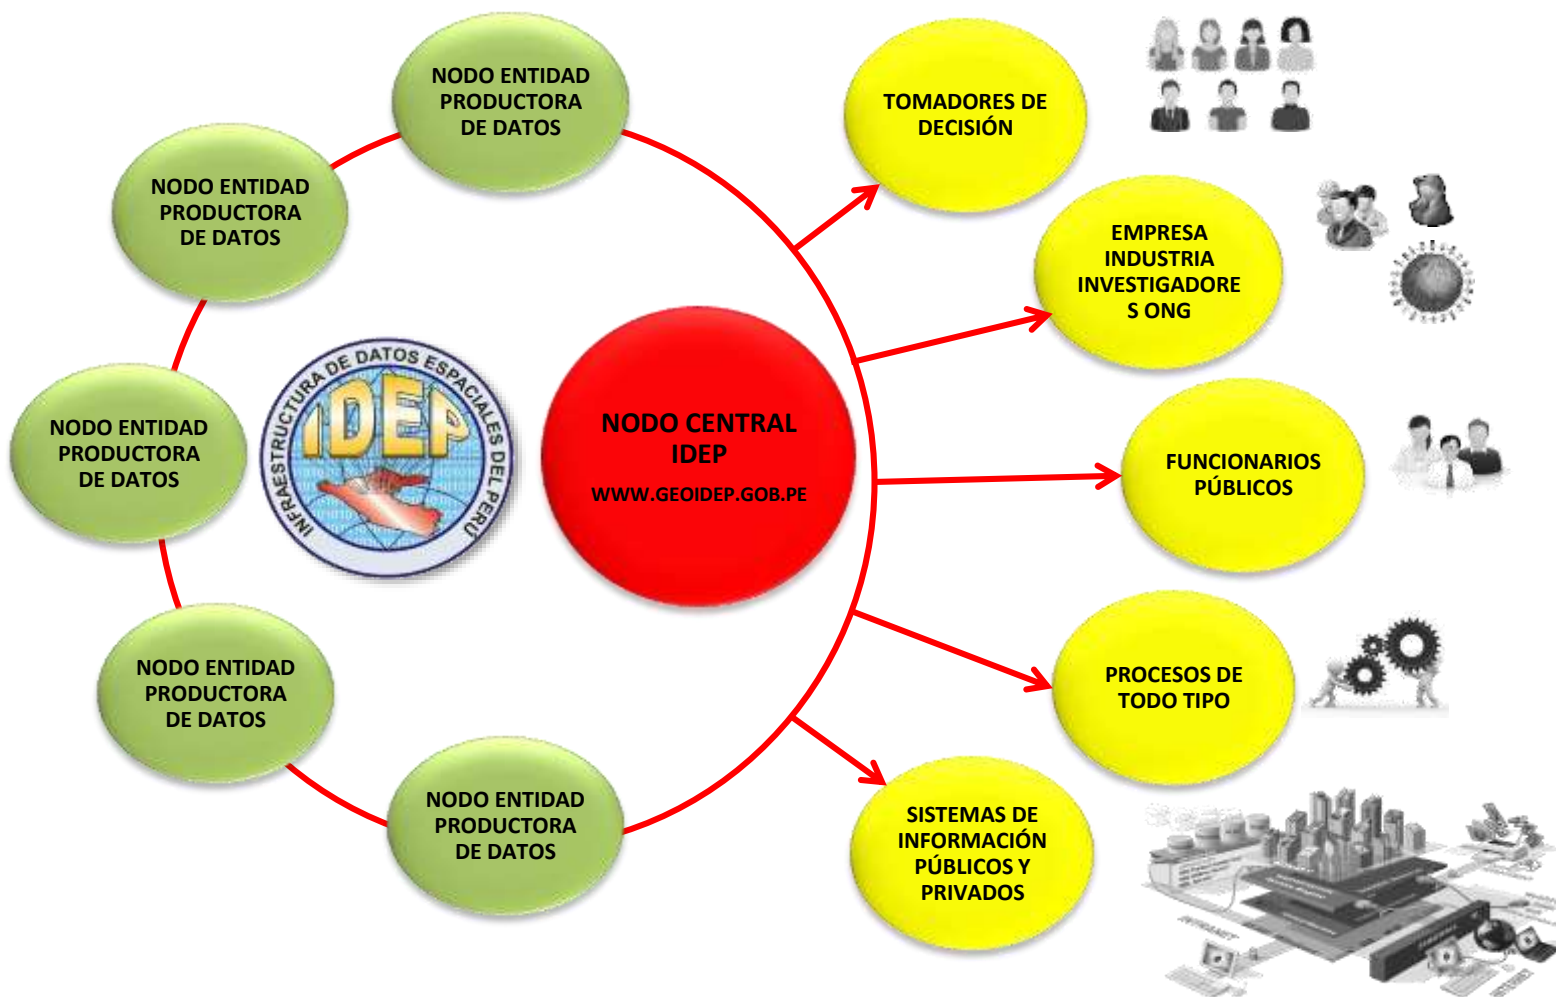 NODO ENTIDAD
PRODUCTORA
DE DATOS
NODO ENTIDAD
PRODUCTORA
DE DATOS
NODO ENTIDAD
PRODUCTORA
DE DATOS
NODO ENTIDAD
PRODUCTORA
DE DATOS
NODO ENTIDAD
PRODUCTORA
DE DATOS
INFRAESTRUCTURA DE DATOS ESPACIALES DEL PERÚ
IDEP
NODO CENTRAL
IDEP
WWW.GEOIDEP.GOB.PE
TOMADORES DE
DECISIÓN
EMPRESA
INDUSTRIA
INVESTIGADORE
S ONG
FUNCIONARIOS
PÚBLICOS
PROCESOS DE
TODO TIPO
SISTEMAS DE
INFORMACIÓN
PÚBLICOS Y
PRIVADOS
INTRANET